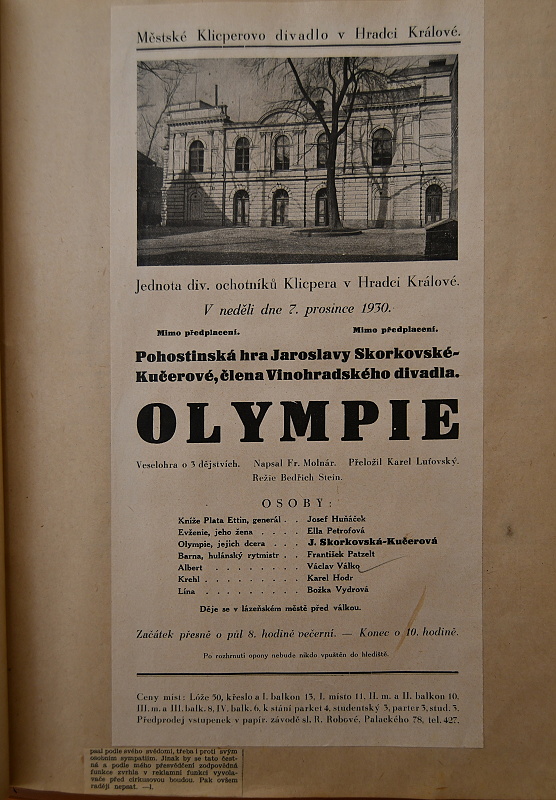 Městské Klicperovo divadlo v Hradci Králové.
Jednota div. ochotníků Klicpera v Hradci Králové.
V neděli dne 7. prosince 1930.
Mimo předplacení. Mimo předplacení.
Pohostinská hra Jaroslavy Skorkovské-
Kučerové, člena Vinohradského divadla.
OLYMPIE
Veselohra o 3 dějstvích. Napsal Fr. Molnár. Přeložil Karel Luťovský.
Režie Bedřich Stein.
OSOBY:
Kníže Plata Ettin, generál . . Josef Huňáček
Evženie, jeho žena . . . . Ella Petrofová
Olympie, jejich dcera . . . J. Skorkovská-Kučerová
Barna, hulánský rytmistr . . František Patzelt
Albert . . . . . . . . Václav Válko
Krehl . . . . . . . . Karel Hodr
Lína . . . . . . . . Božka Vydrová
Děje se v lázeňském městě před válkou.
Začátek přesně o půl 8. hodině večerní. — Konec o 10. hodině.
Po rozhrnutí opony nebude nikdo vpuštěn do hlediště.
Ceny míst: Lóže 50, křeslo a I. balkon 13, I. místo 11, II. m. a II. balkon 10,
III. m. a III. balk. 8, IV. balk. 6, k stání parket 4, studentský 3, parter 3, stud. 3.
Předprodej vstupenek v papír. závodě sl. R. Robové, Palackého 78, tel. 427.
psal podle svého svědomí, třeba i proti svým
osobním sympatiím. Jinak by se tato čest-
ná a podle mého přesvědčení zodpovědná
funkce zvrhla v reklamní funkci vyvola-
vače před cirkusovou boudou. Pak ovšem
raději nepsat. —l.